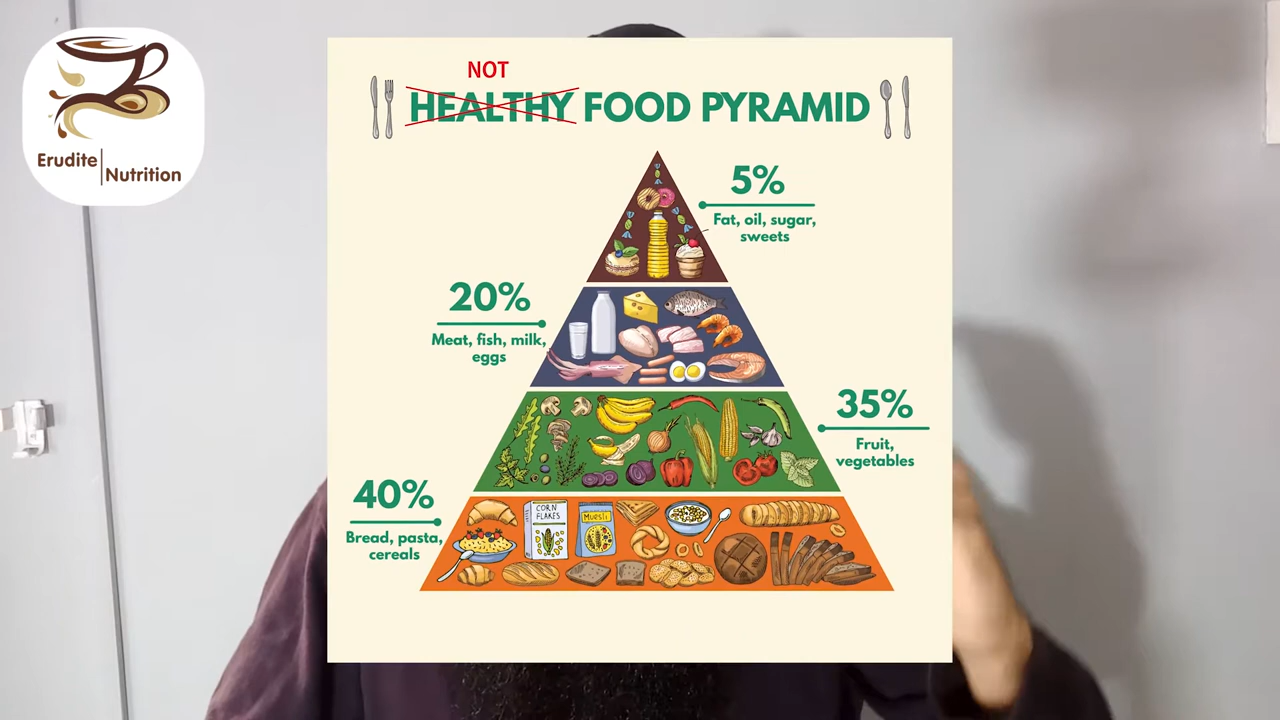 Erudite
Nutrition
NOT
HEALTHY FOOD PYRAMID
5%
Fat, oil, sugar,
sweets
20%
Meat, fish, milk,
eggs
35%
Fruit,
vegetables
40%
Bread, pasta,
cereals
CORN
FLAKES
MUESLI